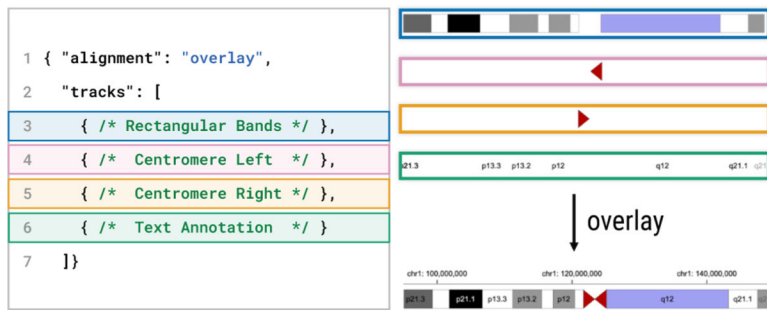 1 { "alignment": "overlay",
2 "tracks": [
3 { /* Rectangular Bands */ },
4 { /* Centromere Left */ },
5 { /* Centromere Right */ },
6 { /* Text Annotation */ }
7 ]}
p21.3 p13.3 p13.2 p12 q12 q21.1 q21
overlay
chr1: 100,000,000 chr1: 120,000,000 chr1: 140,000,000
p21.3 p21.1 p13.3 p13.2 p12 q12 q21.1